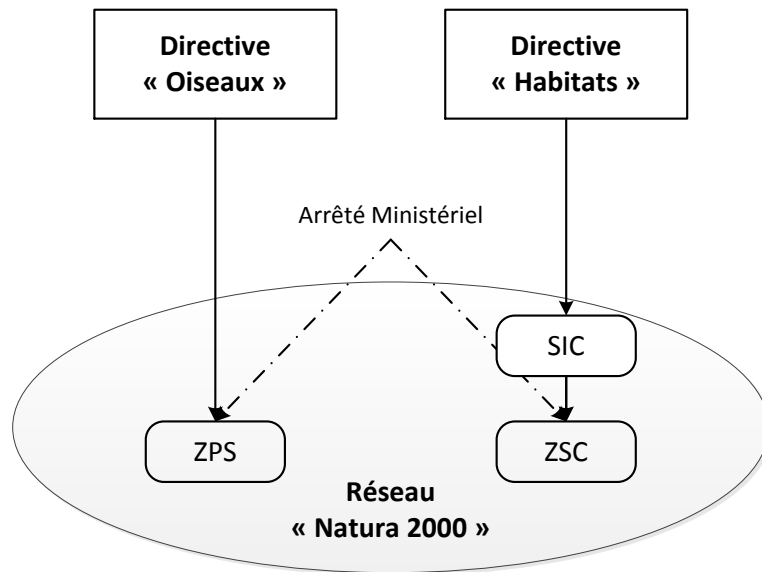 Directive
« Oiseaux »
Directive
« Habitats »
Arrêté Ministériel
SIC
ZPS
ZSC
Réseau
« Natura 2000 »